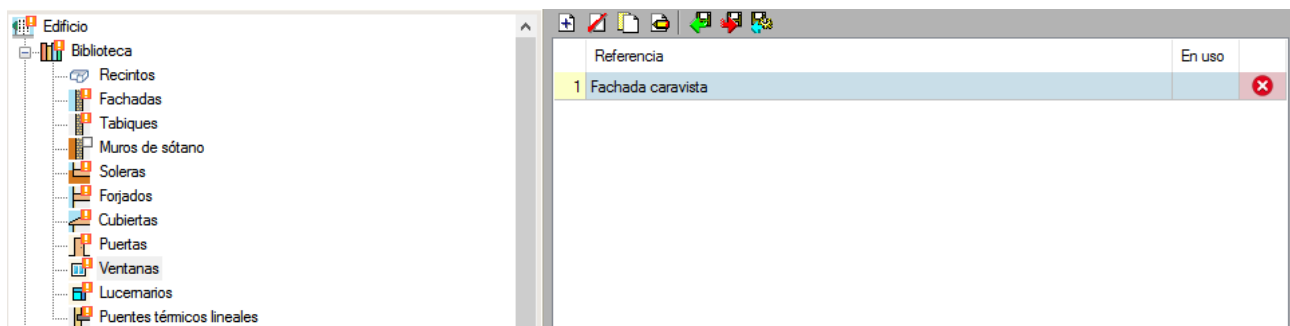 Edificio
Biblioteca
Recintos
Fachadas
Tabiques
Muros de sótano
Soleras
Forjados
Cubiertas
Puertas
Ventanas
Lucernarios
Puentes térmicos lineales
Referencia En uso
1 Fachada caravista